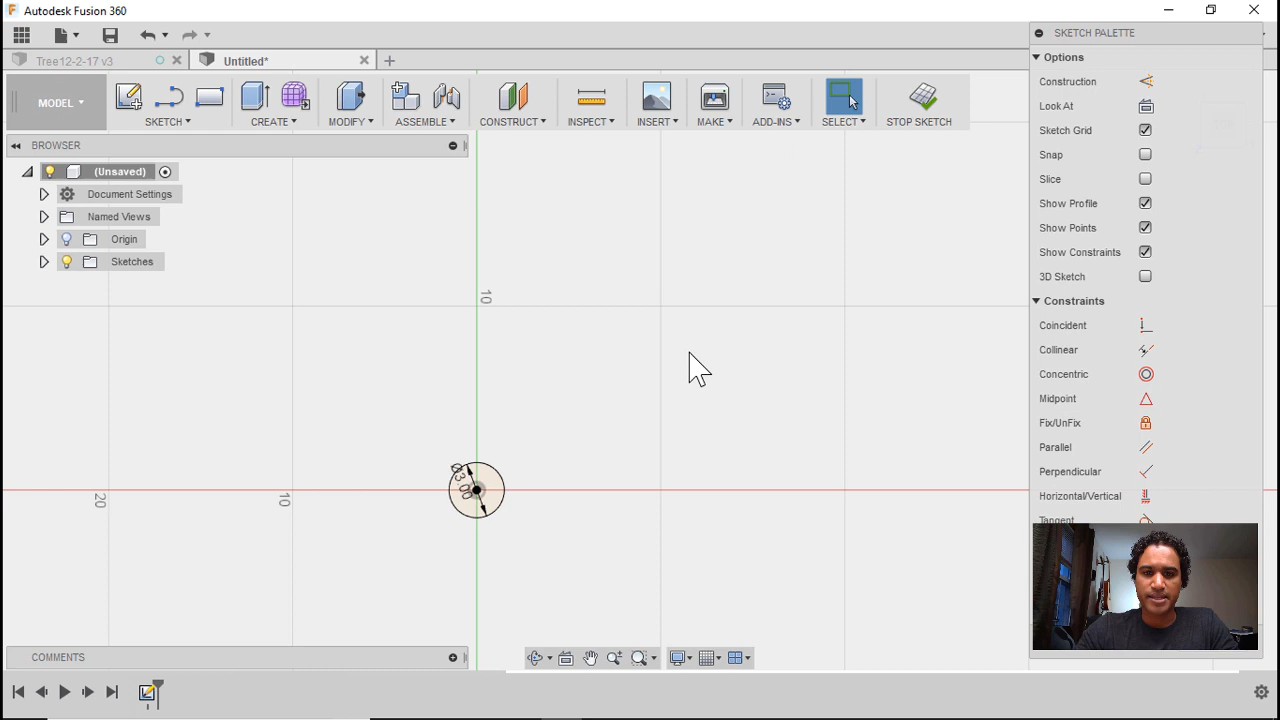 Autodesk Fusion 360
Tree12-2-17 v3
Untitled*
SKETCH PALETTE
MODEL
SKETCH
CREATE
MODIFY
ASSEMBLE
CONSTRUCT
INSPECT
INSERT
MAKE
ADD-INS
SELECT
STOP SKETCH
BROWSER
(Unsaved)
Document Settings
Named Views
Origin
Sketches
Options
Construction
Look At
Sketch Grid
Snap
Slice
Show Profile
Show Points
Show Constraints
3D Sketch
Constraints
Coincident
Collinear
Concentric
Midpoint
Fix/UnFix
Parallel
Perpendicular
Horizontal/Vertical
Tangent
10
Ø3.00
20
10
COMMENTS